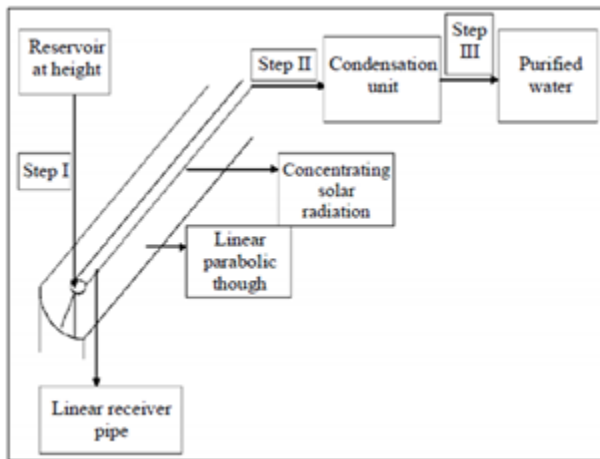 Reservoir
at height
Step I
Step II
Condensation
unit
Step
III
Purified
water
Concentrating
solar
radiation
Linear
parabolic
though
Linear receiver
pipe